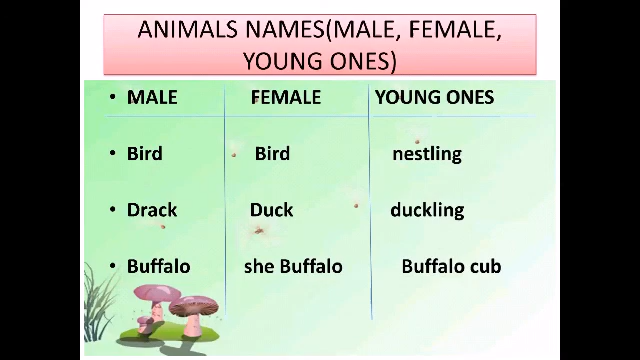 ANIMALS NAMES(MALE, FEMALE,
YOUNG ONES)
• MALE FEMALE YOUNG ONES
• Bird Bird nestling
• Drack Duck duckling
• Buffalo she Buffalo Buffalo cub